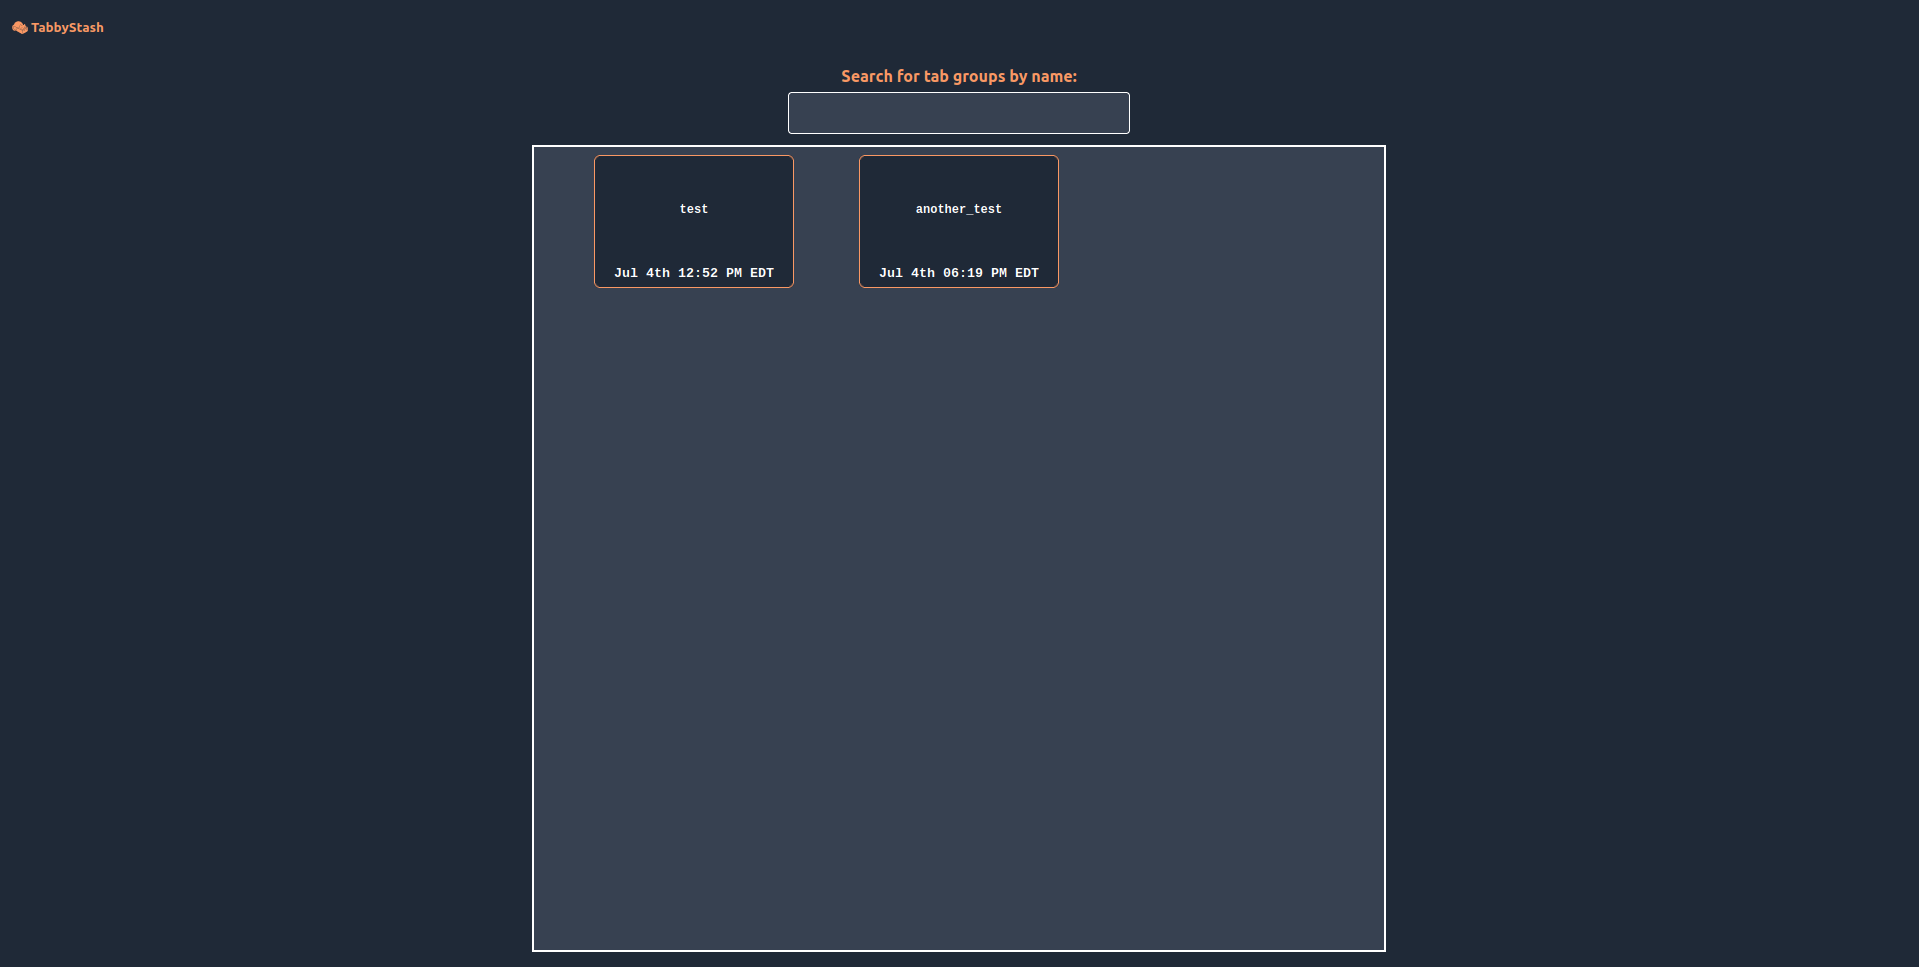 TabbyStash
Search for tab groups by name:
test
Jul 4th 12:52 PM EDT
another_test
Jul 4th 06:19 PM EDT